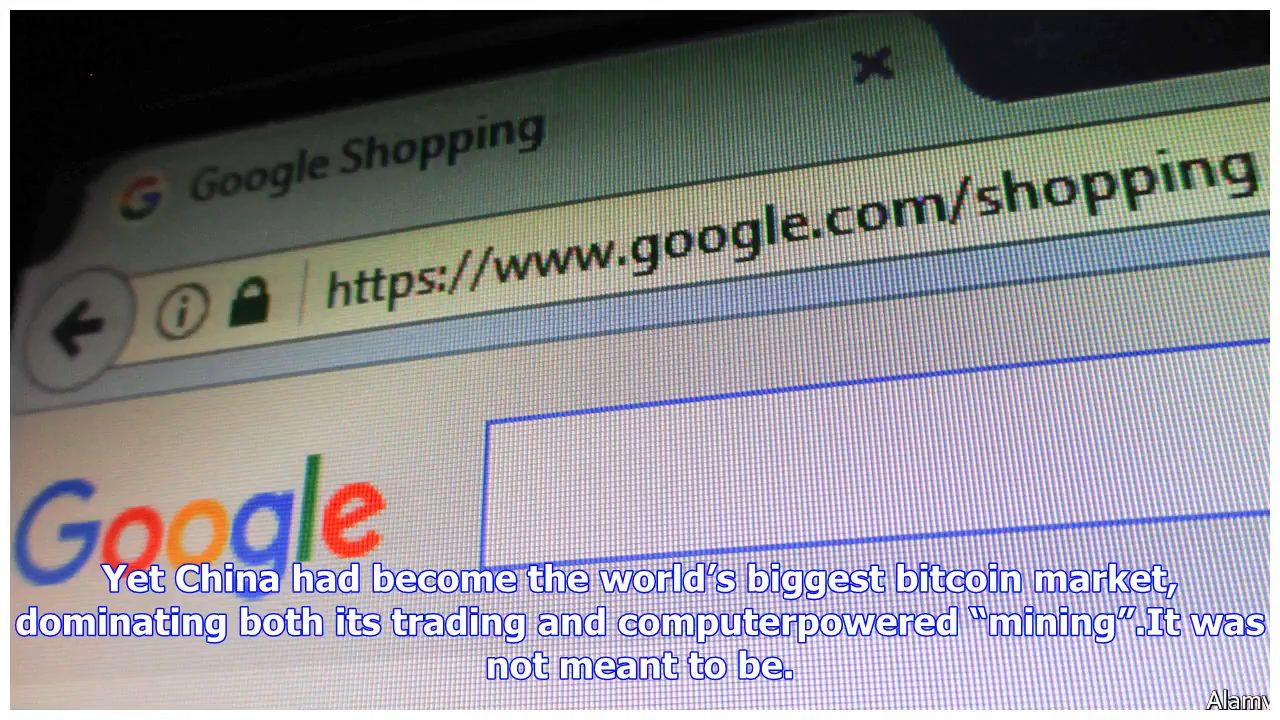 Google Shopping
https://www.google.com/shopping
Google
Yet China had become the world’s biggest bitcoin market,
dominating both its trading and computerpowered “mining”.It was
not meant to be.
Alamy